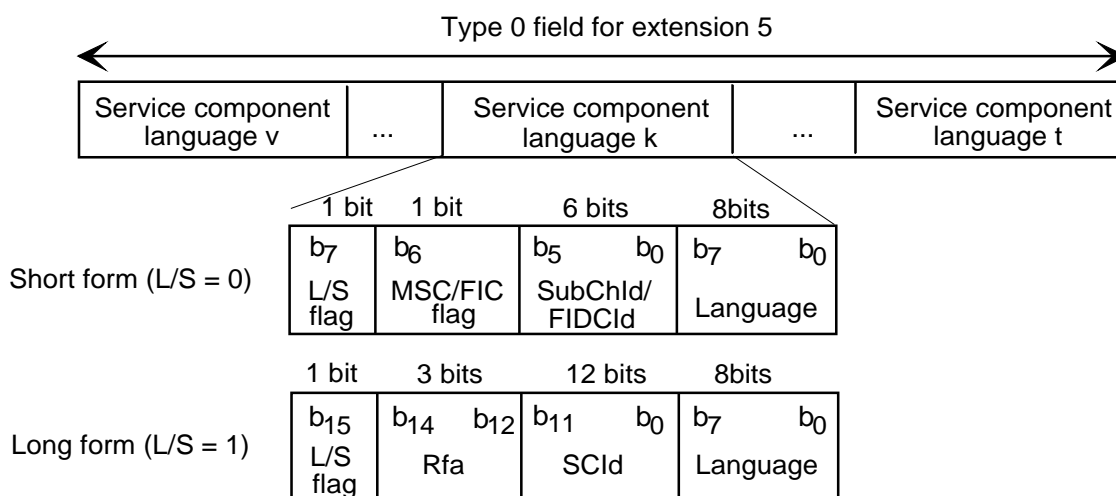 Type 0 field for extension 5
Service component language v ... Service component language k ... Service component language t
1 bit 1 bit 6 bits 8bits
b7 b6 b5 b0 b7 b0
Short form (L/S = 0) L/S flag MSC/FIC flag SubChId/ FIDCId Language
1 bit 3 bits 12 bits 8bits
b15 b14 b12 b11 b0 b7 b0
Long form (L/S = 1) L/S flag Rfa SCId Language